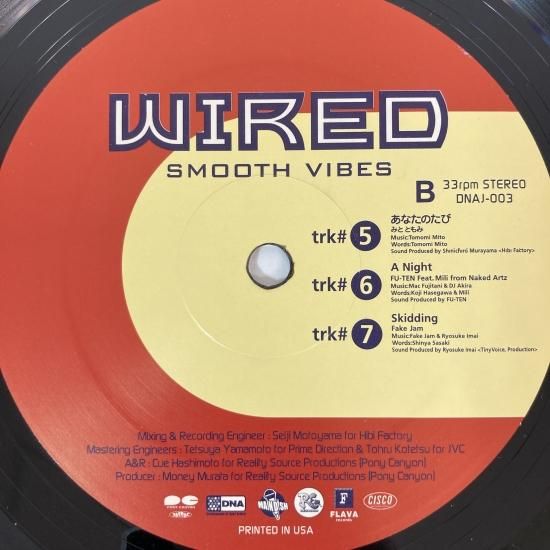 WIRED
SMOOTH VIBES
B 33rpm STEREO
DNAJ-003
trk# 5 あなたのたび
みと ともみ
Music:Tomomi Mito
Words:Tomomi Mito
Sound Produced by Shinichiro Murayama <Hibi Factory>
trk# 6 A Night
FU-TEN Feat. Mili from Naked Artz
Music:Mac Fujitani & DJ Akira
Words:Koji Hasegawa & Mili
Sound Produced by FU-TEN
trk# 7 Skidding
Fake Jam
Music:Fake Jam & Ryosuke Imai
Words:Shinya Sasaki
Sound Produced by Ryosuke Imai <TinyVoice, Production>
Mixing & Recording Engineer : Seiji Motoyama for Hibi Factory
Mastering Engineers : Tetsuya Yamamoto for Prime Direction & Tohru Kotetsu for JVC
A&R : Cue Hashimoto for Reality Source Productions (Pony Canyon)
Producer : Money Murata for Reality Source Productions (Pony Canyon)
PONY CANYON
DNA
MAIN DISH
FLAVA
records
CISCO
PRINTED IN USA